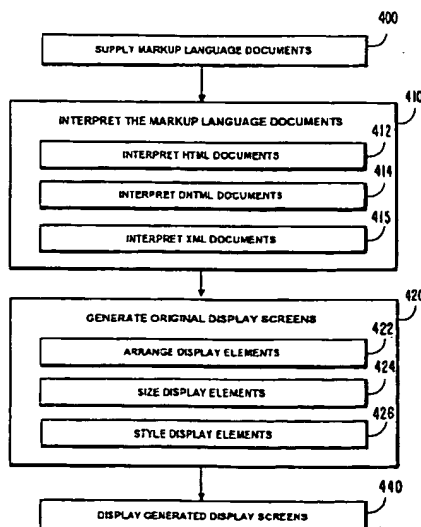 400
SUPPLY MARKUP LANGUAGE DOCUMENTS
410
INTERPRET THE MARKUP LANGUAGE DOCUMENTS
412
INTERPRET HTML DOCUMENTS
414
INTERPRET DHTML DOCUMENTS
415
INTERPRET XML DOCUMENTS
420
GENERATE ORIGINAL DISPLAY SCREENS
422
ARRANGE DISPLAY ELEMENTS
424
SIZE DISPLAY ELEMENTS
426
STYLE DISPLAY ELEMENTS
440
DISPLAY GENERATED DISPLAY SCREENS